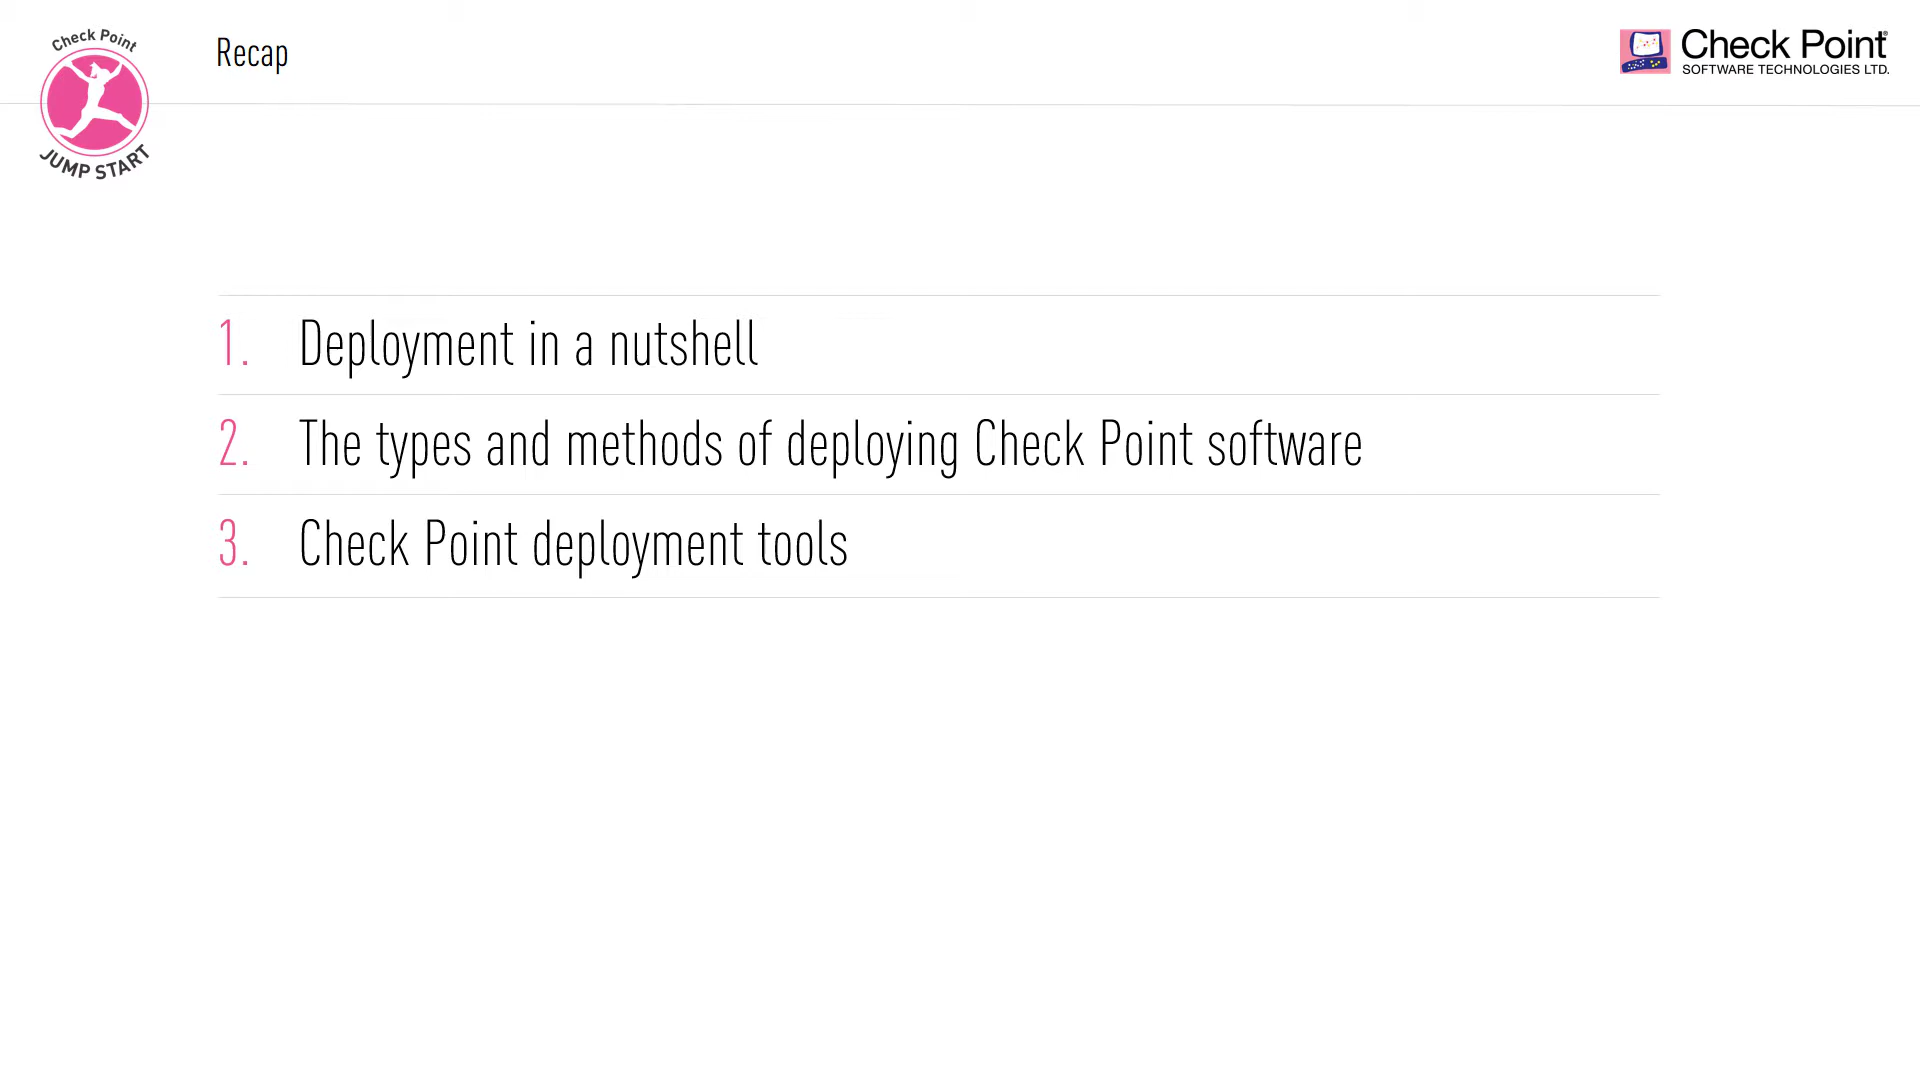 Check Point
JUMP START
Recap
Check Point
SOFTWARE TECHNOLOGIES LTD.
1. Deployment in a nutshell
2. The types and methods of deploying Check Point software
3. Check Point deployment tools